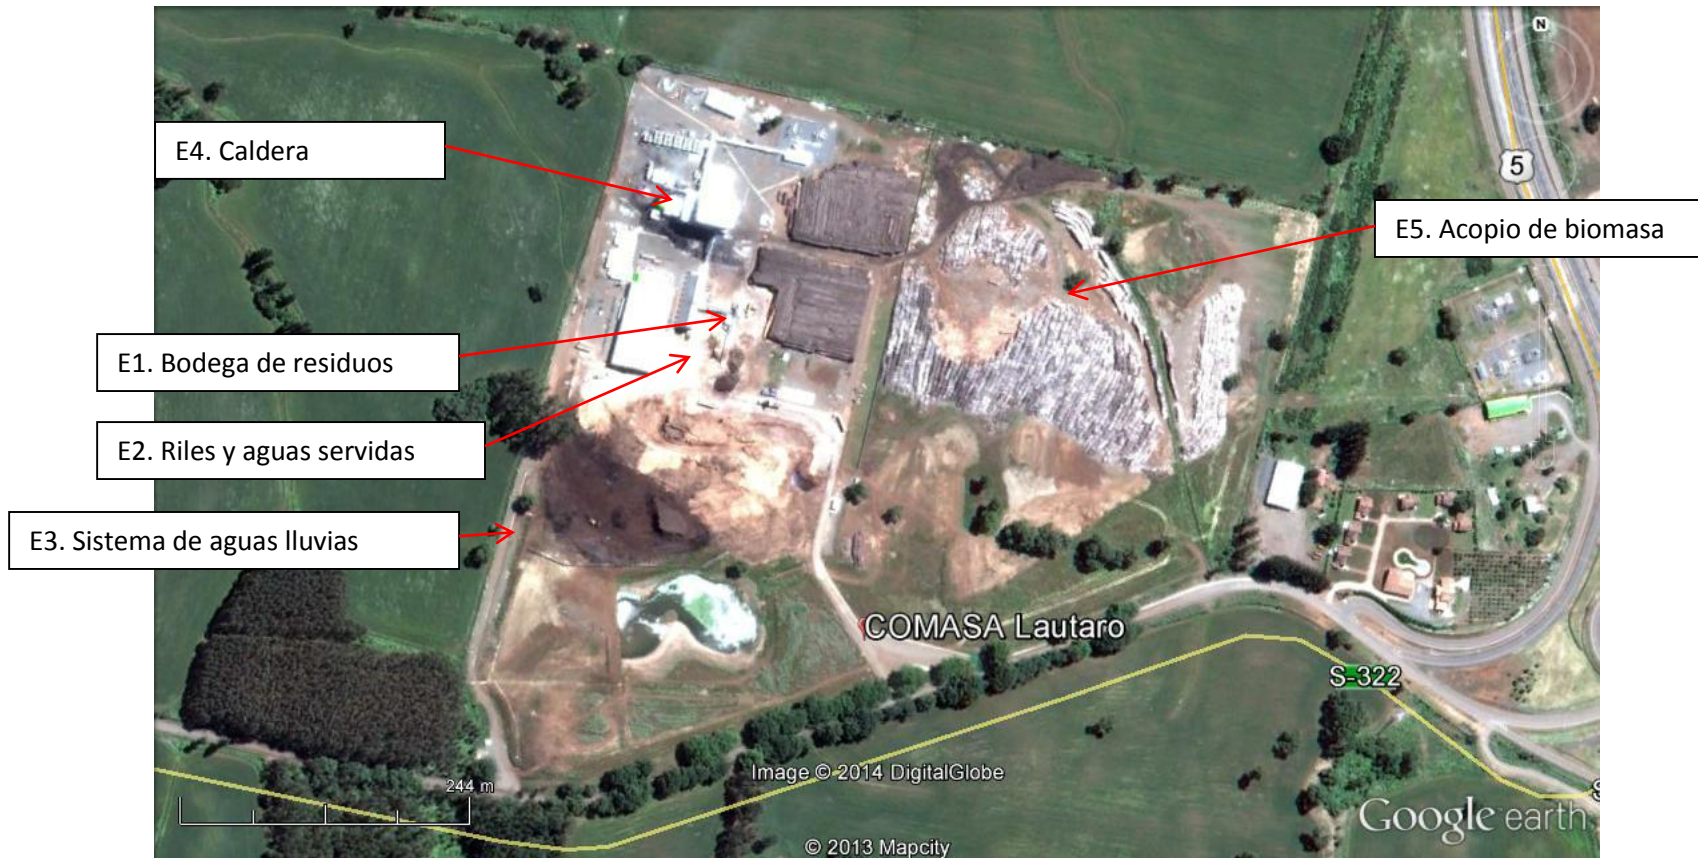 N
E4. Caldera
5
E5. Acopio de biomasa
E1. Bodega de residuos
E2. Riles y aguas servidas
E3. Sistema de aguas lluvias
COMASA Lautaro
S-322
244 m
Image © 2014 DigitalGlobe
Google earth
© 2013 Mapcity